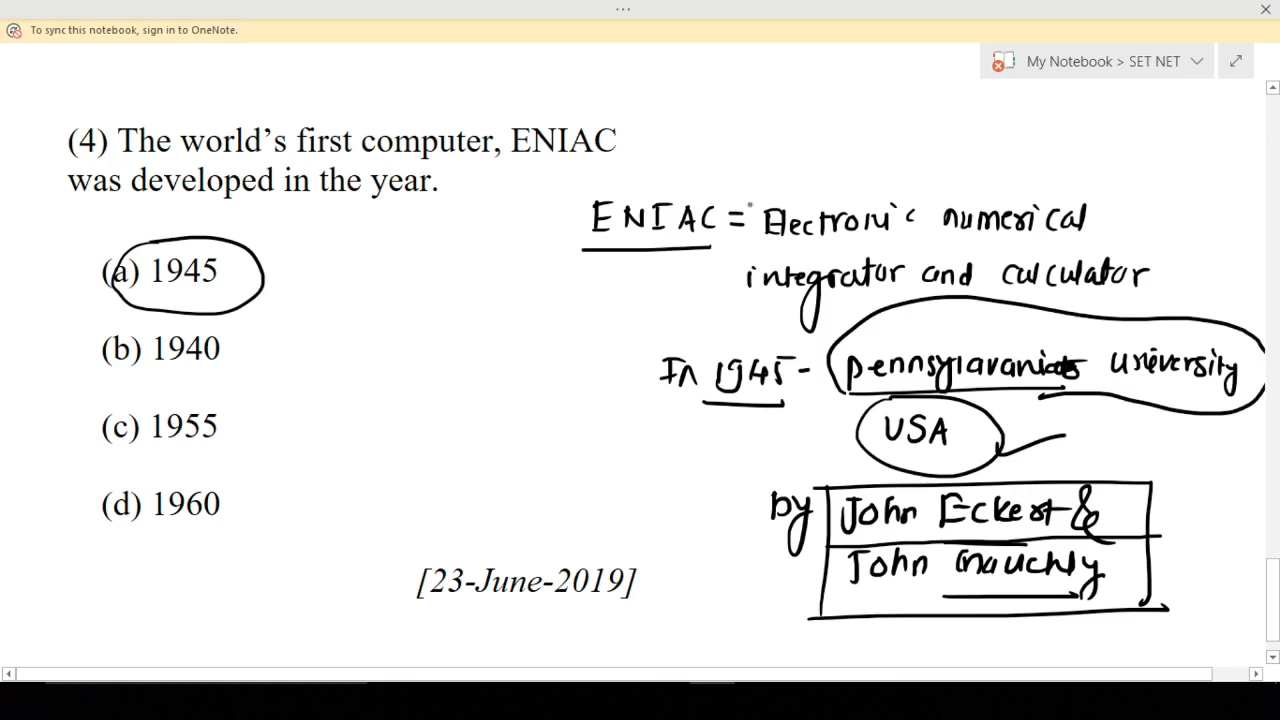 To sync this notebook, sign in to OneNote.
My Notebook > SET NET
(4) The world's first computer, ENIAC
was developed in the year.
ENIAC = Electronic numerical
integrator and calculator
(a) 1945
(b) 1940
In 1945 - pennsylavania university
USA
(c) 1955
by John Eckert &
(d) 1960
John mauchly
[23-June-2019]